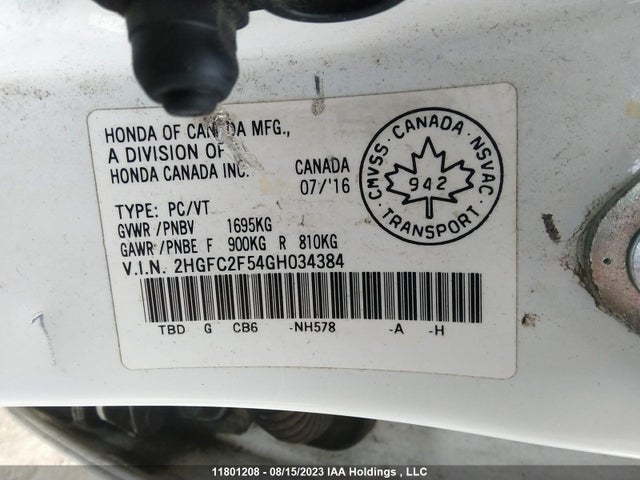 HONDA OF CANADA MFG.,
A DIVISION OF
HONDA CANADA INC.
CANADA
07/'16
TYPE: PC/VT
GVWR /PNBV 1695KG
GAWR /PNBE F 900KG R 810KG
V.I.N. 2HGFC2F54GH034384
TBD G CB6 -NH578 -A -H
CMVSS · CANADA · NSVAC
942
TRANSPORT
11801208 - 08/15/2023 IAA Holdings , LLC